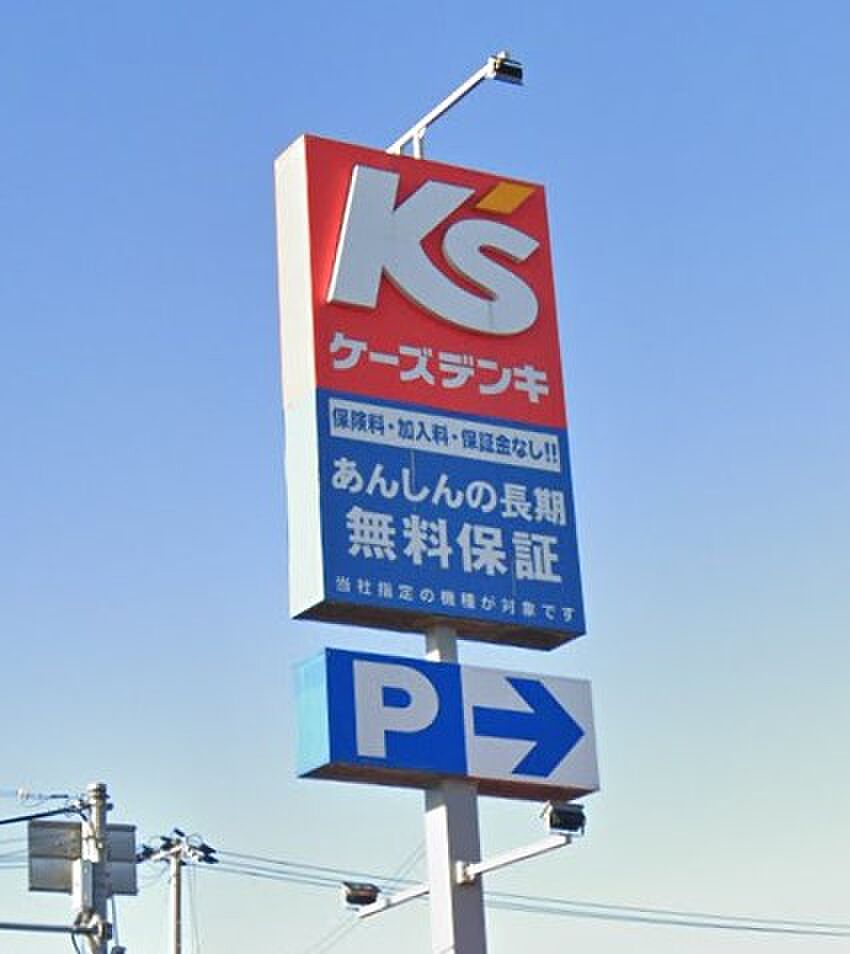 K's
ケーズデンキ
保険料・加入料・保証金なし!!
あんしんの長期
無料保証
当社指定の機種が対象です
P